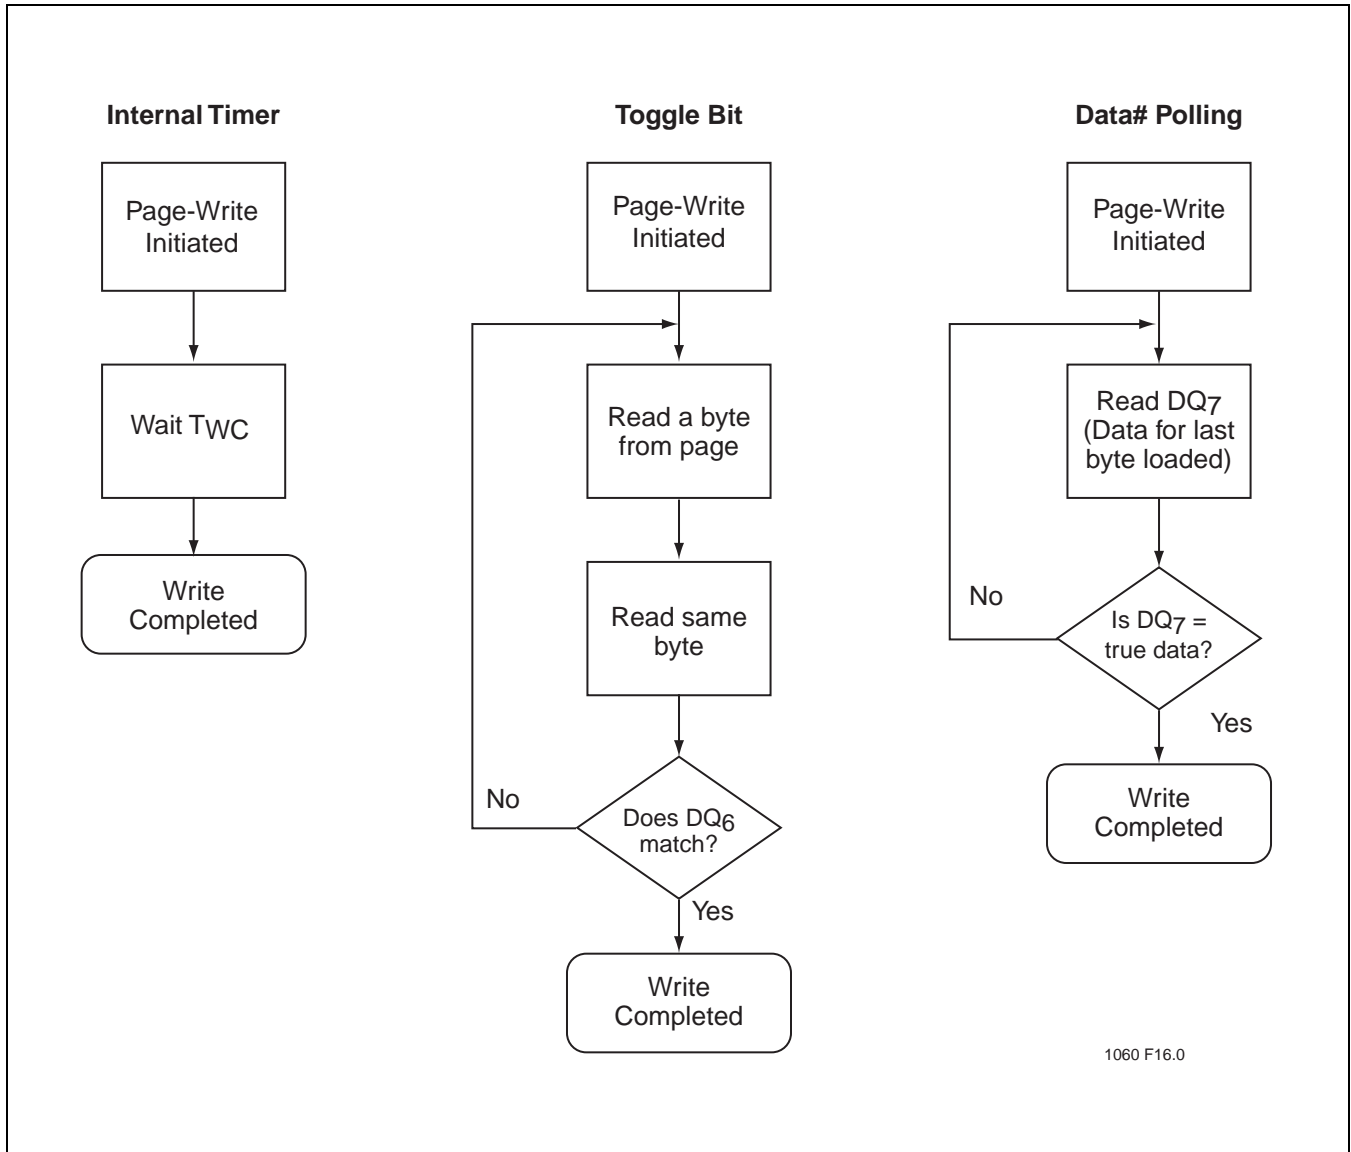 Internal Timer
Page-Write
Initiated
Wait TWC
Write
Completed
Toggle Bit
Page-Write
Initiated
Read a byte
from page
Read same
byte
No
Does DQ6
match?
Yes
Write
Completed
Data# Polling
Page-Write
Initiated
Read DQ7
(Data for last
byte loaded)
No
Is DQ7 =
true data?
Yes
Write
Completed
1060 F16.0